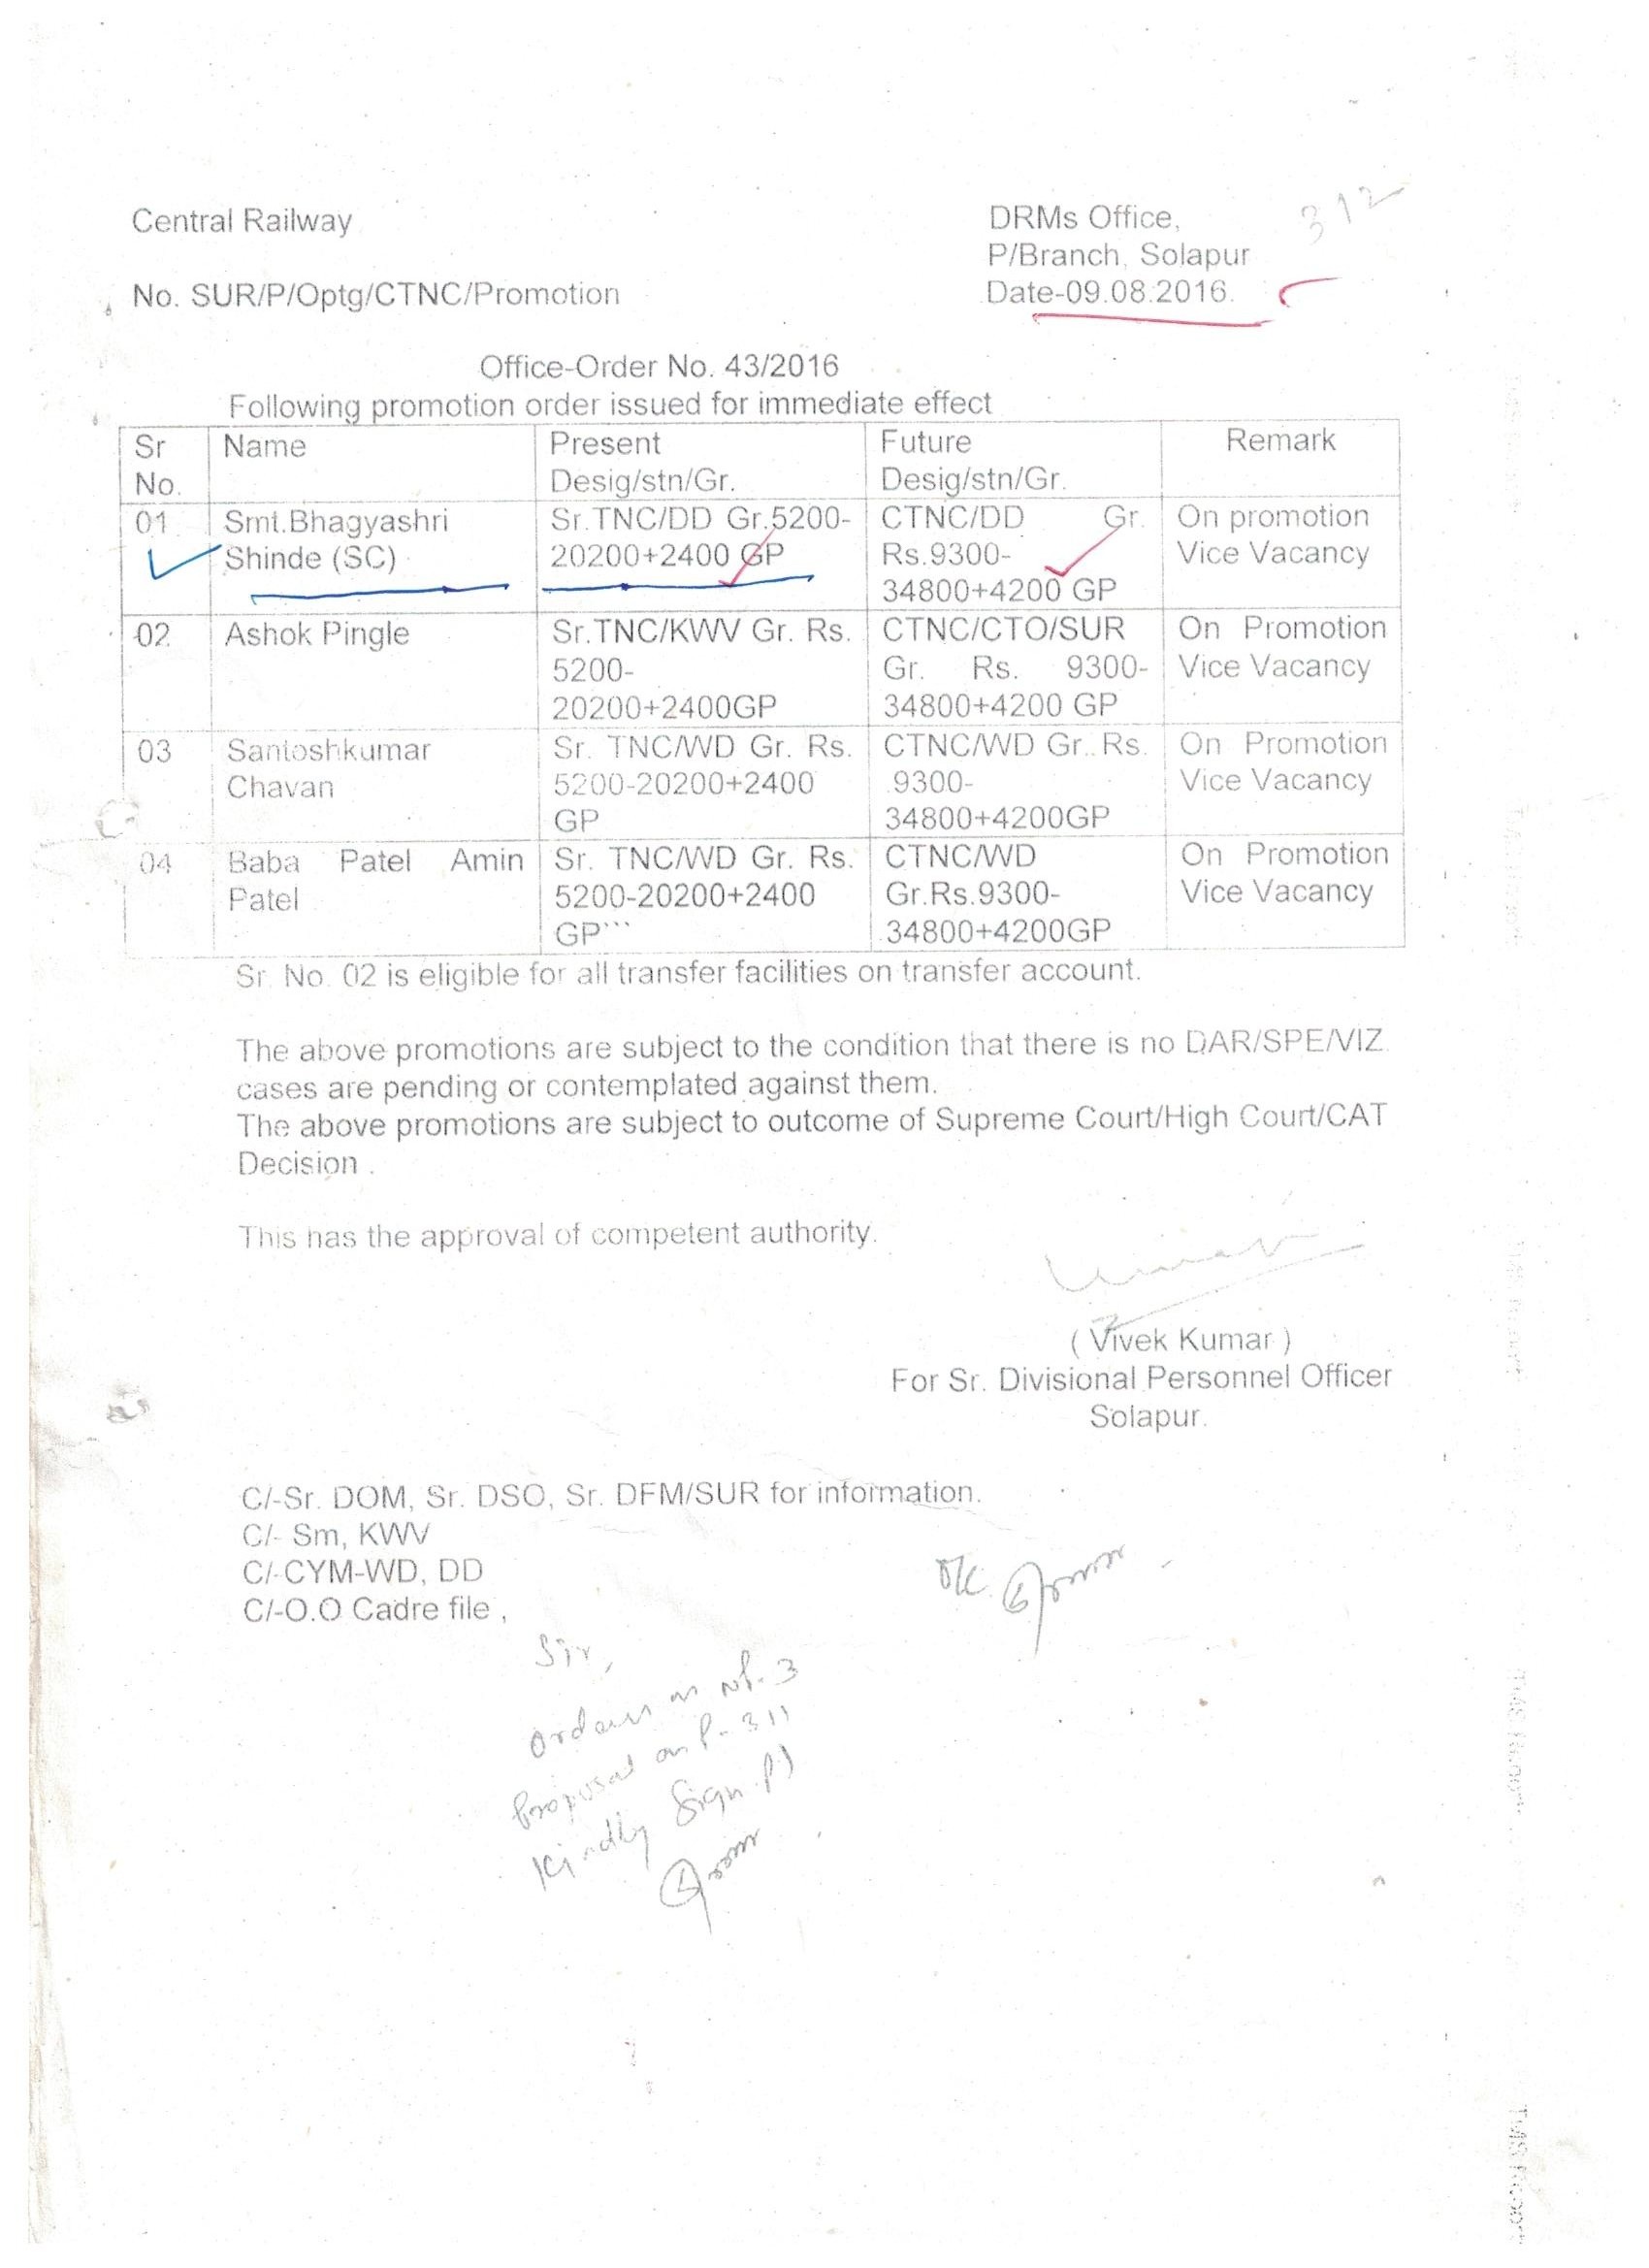 312
Central Railway
DRMs Office,
P/Branch, Solapur
No. SUR/P/Optg/CTNC/Promotion
Date-09.08.2016.
Office-Order No. 43/2016
Following promotion order issued for immediate effect
Sr No. Name Present Desig/stn/Gr. Future Desig/stn/Gr. Remark
01 Smt.Bhagyashri Shinde (SC) Sr.TNC/DD Gr.5200-20200+2400 GP CTNC/DD Gr. Rs.9300-34800+4200 GP On promotion Vice Vacancy
02 Ashok Pingle Sr.TNC/KWV Gr. Rs. 5200-20200+2400GP CTNC/CTO/SUR Gr. Rs. 9300-34800+4200 GP On Promotion Vice Vacancy
03 Santoshkumar Chavan Sr. TNC/WD Gr. Rs. 5200-20200+2400 GP CTNC/WD Gr. Rs. 9300-34800+4200GP On Promotion Vice Vacancy
04 Baba Patel Amin Patel Sr. TNC/WD Gr. Rs. 5200-20200+2400 GP``` CTNC/WD Gr.Rs.9300-34800+4200GP On Promotion Vice Vacancy
Sr. No. 02 is eligible for all transfer facilities on transfer account.
The above promotions are subject to the condition that there is no DAR/SPE/VIZ.
cases are pending or contemplated against them.
The above promotions are subject to outcome of Supreme Court/High Court/CAT
Decision .
This has the approval of competent authority.
( Vivek Kumar )
For Sr. Divisional Personnel Officer
Solapur.
C/-Sr. DOM, Sr. DSO, Sr. DFM/SUR for information.
C/- Sm, KWV
C/-CYM-WD, DD
C/-O.O Cadre file ,
Sir,
orders on NP-3
Proposal on P-311
Kindly Sign Pl